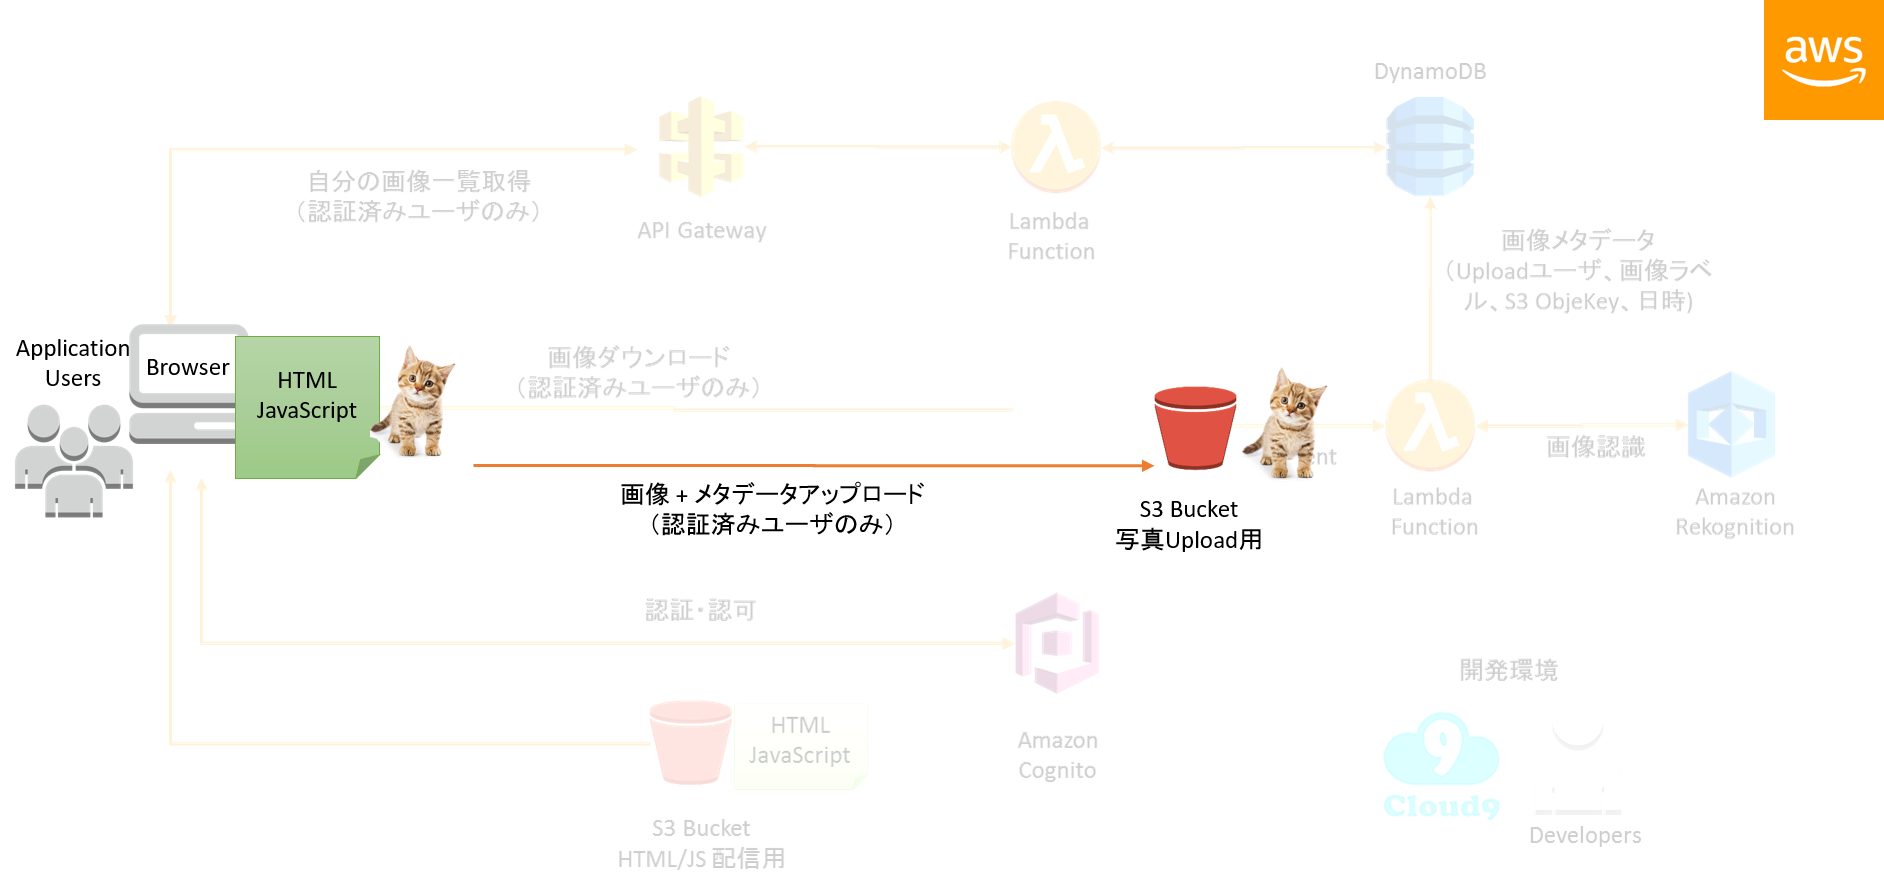 aws
DynamoDB
自分の画像一覧取得
（認証済みユーザのみ）
API Gateway
Lambda
Function
画像メタデータ
（Uploadユーザ、画像ラベ
ル、S3 ObjeKey、日時)
Application
Users
Browser
HTML
JavaScript
画像ダウンロード
（認証済みユーザのみ）
画像 + メタデータアップロード
（認証済みユーザのみ）
S3 Bucket
写真Upload用
Lambda
Function
画像認識
Amazon
Rekognition
認証・認可
Amazon
Cognito
HTML
JavaScript
S3 Bucket
HTML/JS 配信用
開発環境
9
Cloud9
Developers